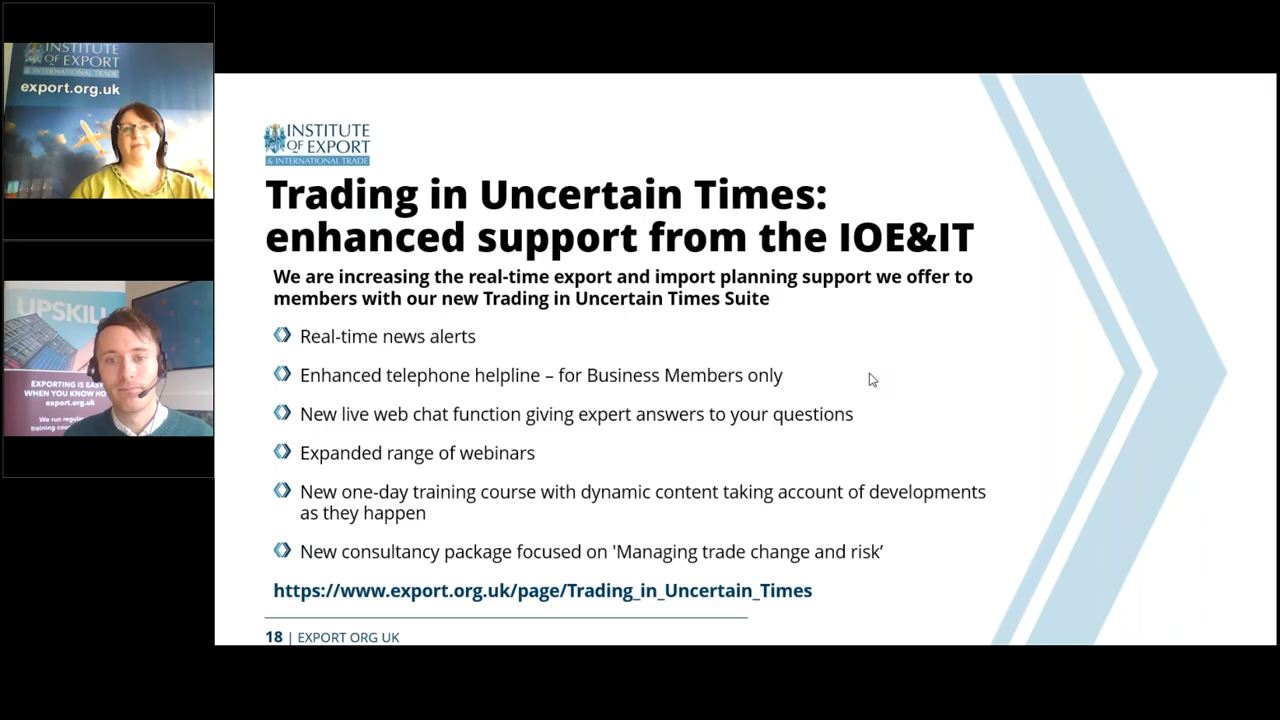 INSTITUTE
OF EXPORT
& INTERNATIONAL TRADE
export.org.uk
UPSKILL
EXPORTING IS EAS
WHEN YOU KNOW HO
export.org.uk
We run regula
training cou
INSTITUTE
OF EXPORT
& INTERNATIONAL TRADE
Trading in Uncertain Times:
enhanced support from the IOE&IT
We are increasing the real-time export and import planning support we offer to
members with our new Trading in Uncertain Times Suite
Real-time news alerts
Enhanced telephone helpline – for Business Members only
New live web chat function giving expert answers to your questions
Expanded range of webinars
New one-day training course with dynamic content taking account of developments
as they happen
New consultancy package focused on 'Managing trade change and risk’
https://www.export.org.uk/page/Trading_in_Uncertain_Times
18 | EXPORT ORG UK